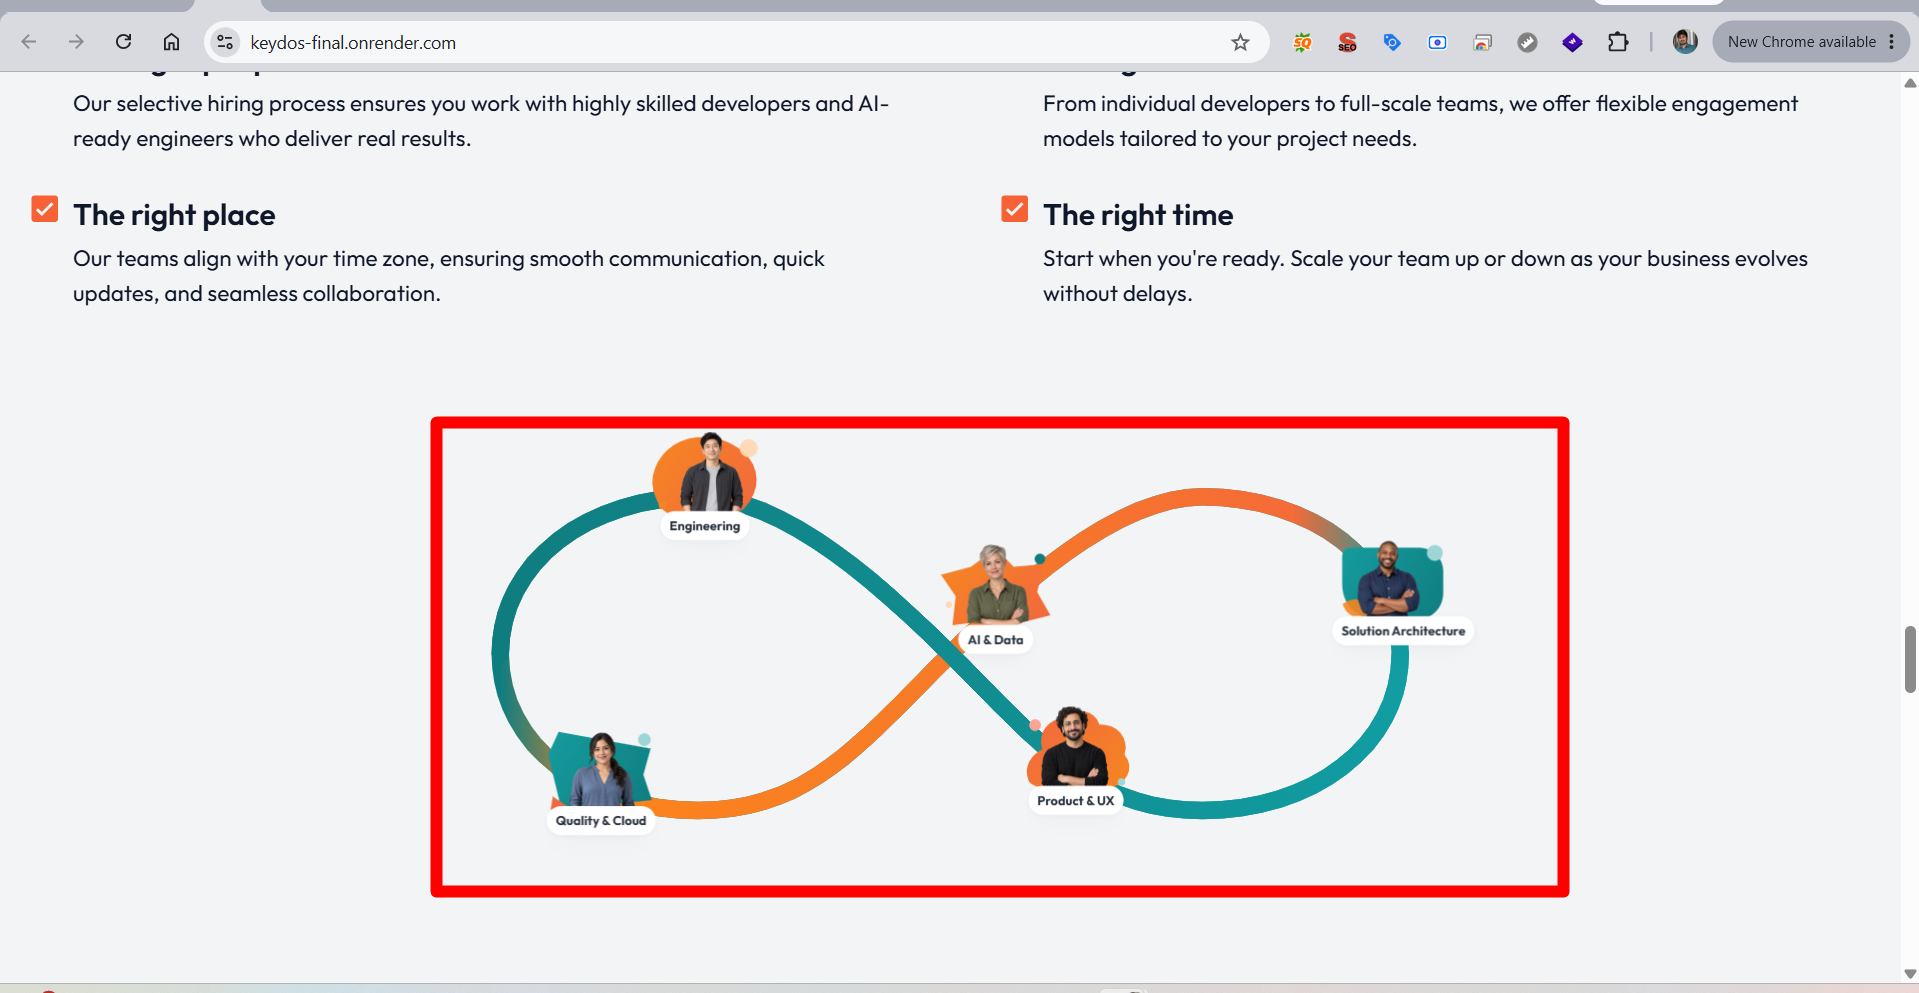 keydos-final.onrender.com
New Chrome available
Our selective hiring process ensures you work with highly skilled developers and AI-
ready engineers who deliver real results.
From individual developers to full-scale teams, we offer flexible engagement
models tailored to your project needs.
The right place
Our teams align with your time zone, ensuring smooth communication, quick
updates, and seamless collaboration.
The right time
Start when you're ready. Scale your team up or down as your business evolves
without delays.
Engineering
AI & Data
Solution Architecture
Product & UX
Quality & Cloud
SQ
SEO